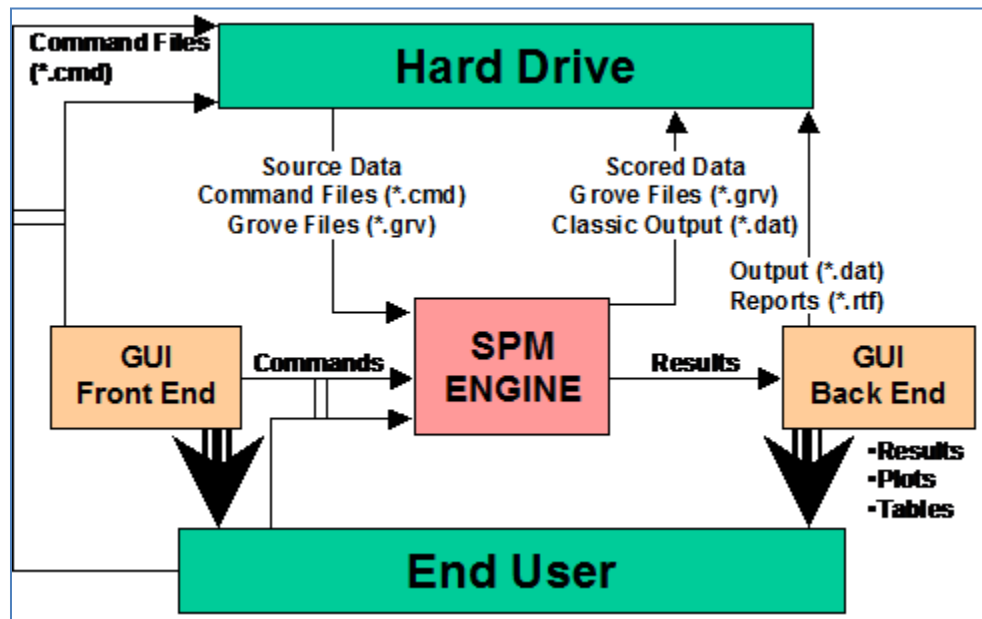 Command Files
(*.cmd)
Hard Drive
Source Data
Command Files (*.cmd)
Grove Files (*.grv)
Scored Data
Grove Files (*.grv)
Classic Output (*.dat)
Output (*.dat)
Reports (*.rtf)
GUI
Front End
Commands
SPM
ENGINE
Results
GUI
Back End
▪Results
▪Plots
▪Tables
End User